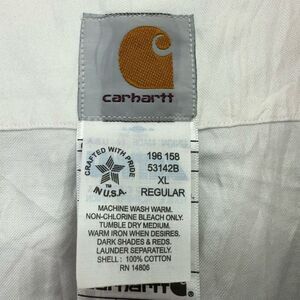 carhartt
CRAFTED WITH PRIDE
IN U.S.A.
196 158
53142B
XL
REGULAR
MACHINE WASH WARM.
NON-CHLORINE BLEACH ONLY.
TUMBLE DRY MEDIUM.
WARM IRON WHEN DESIRES.
DARK SHADES & REDS.
LAUNDER SEPARATELY.
SHELL: 100% COTTON
RN 14806
carhartt